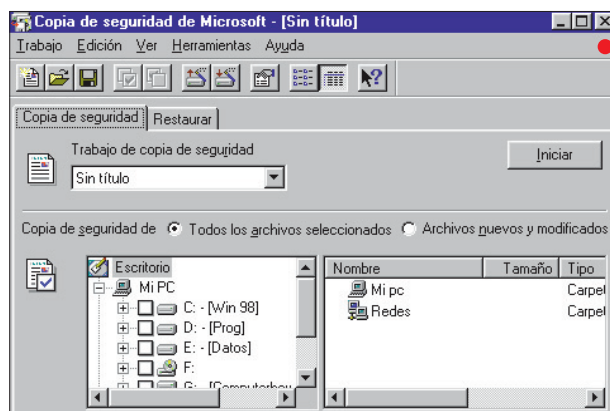 Copia de seguridad de Microsoft - [Sin título]
Trabajo Edición Ver Herramientas Ayuda
Copia de seguridad Restaurar
Trabajo de copia de seguridad
Iniciar
Sin título
Copia de seguridad de Todos los archivos seleccionados Archivos nuevos y modificados
Escritorio
Mi PC
C: - [Win 98]
D: - [Prog]
E: - [Datos]
F:
Nombre Tamaño Tipo
Mi pc Carpet
Redes Carpet